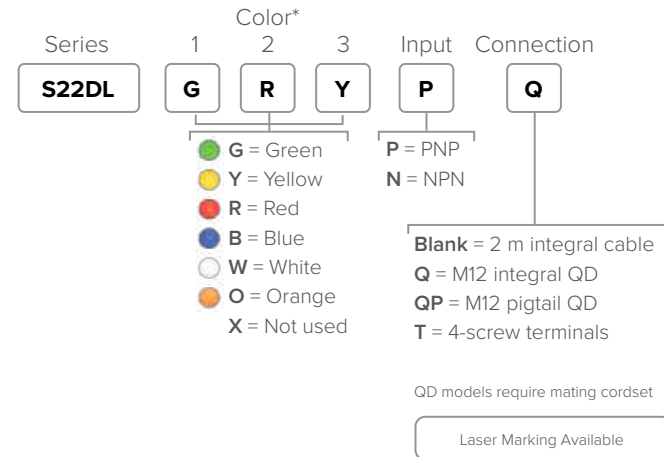 Color*
Series 1 2 3 Input Connection
S22DL G R Y P Q
G = Green
Y = Yellow
R = Red
B = Blue
W = White
O = Orange
X = Not used
P = PNP
N = NPN
Blank = 2 m integral cable
Q = M12 integral QD
QP = M12 pigtail QD
T = 4-screw terminals
QD models require mating cordset
Laser Marking Available